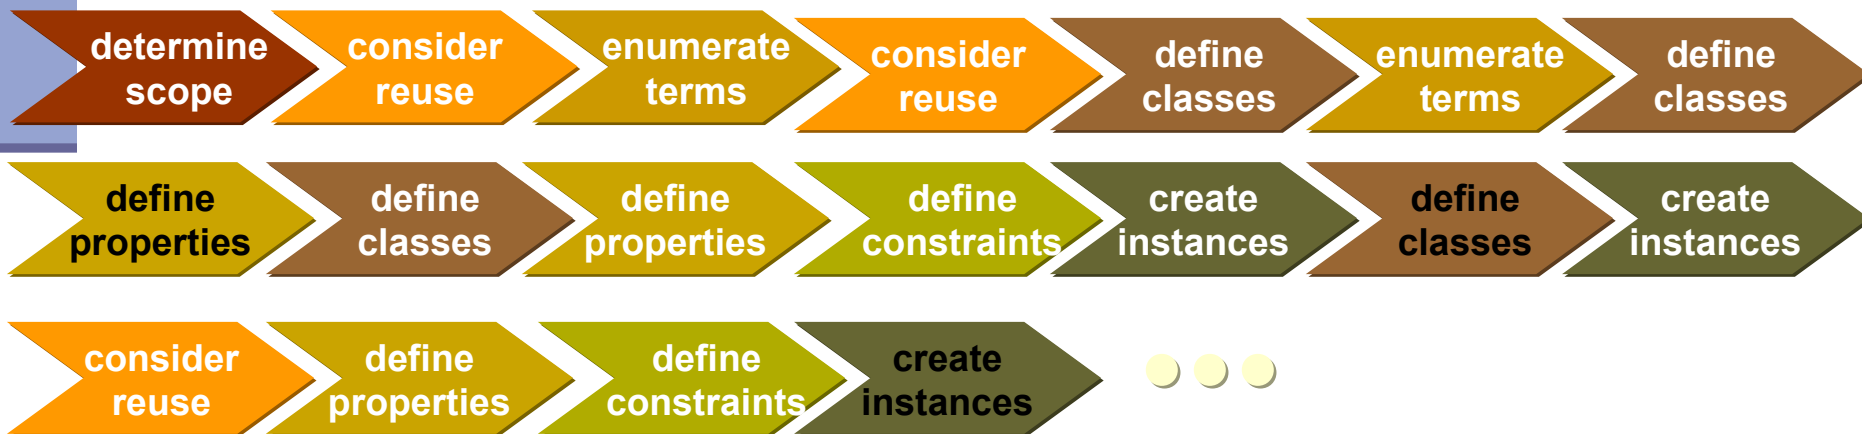 determine
scope
consider
reuse
enumerate
terms
consider
reuse
define
classes
enumerate
terms
define
classes
define
properties
define
classes
define
properties
define
constraints
create
instances
define
classes
create
instances
consider
reuse
define
properties
define
constraints
create
instances